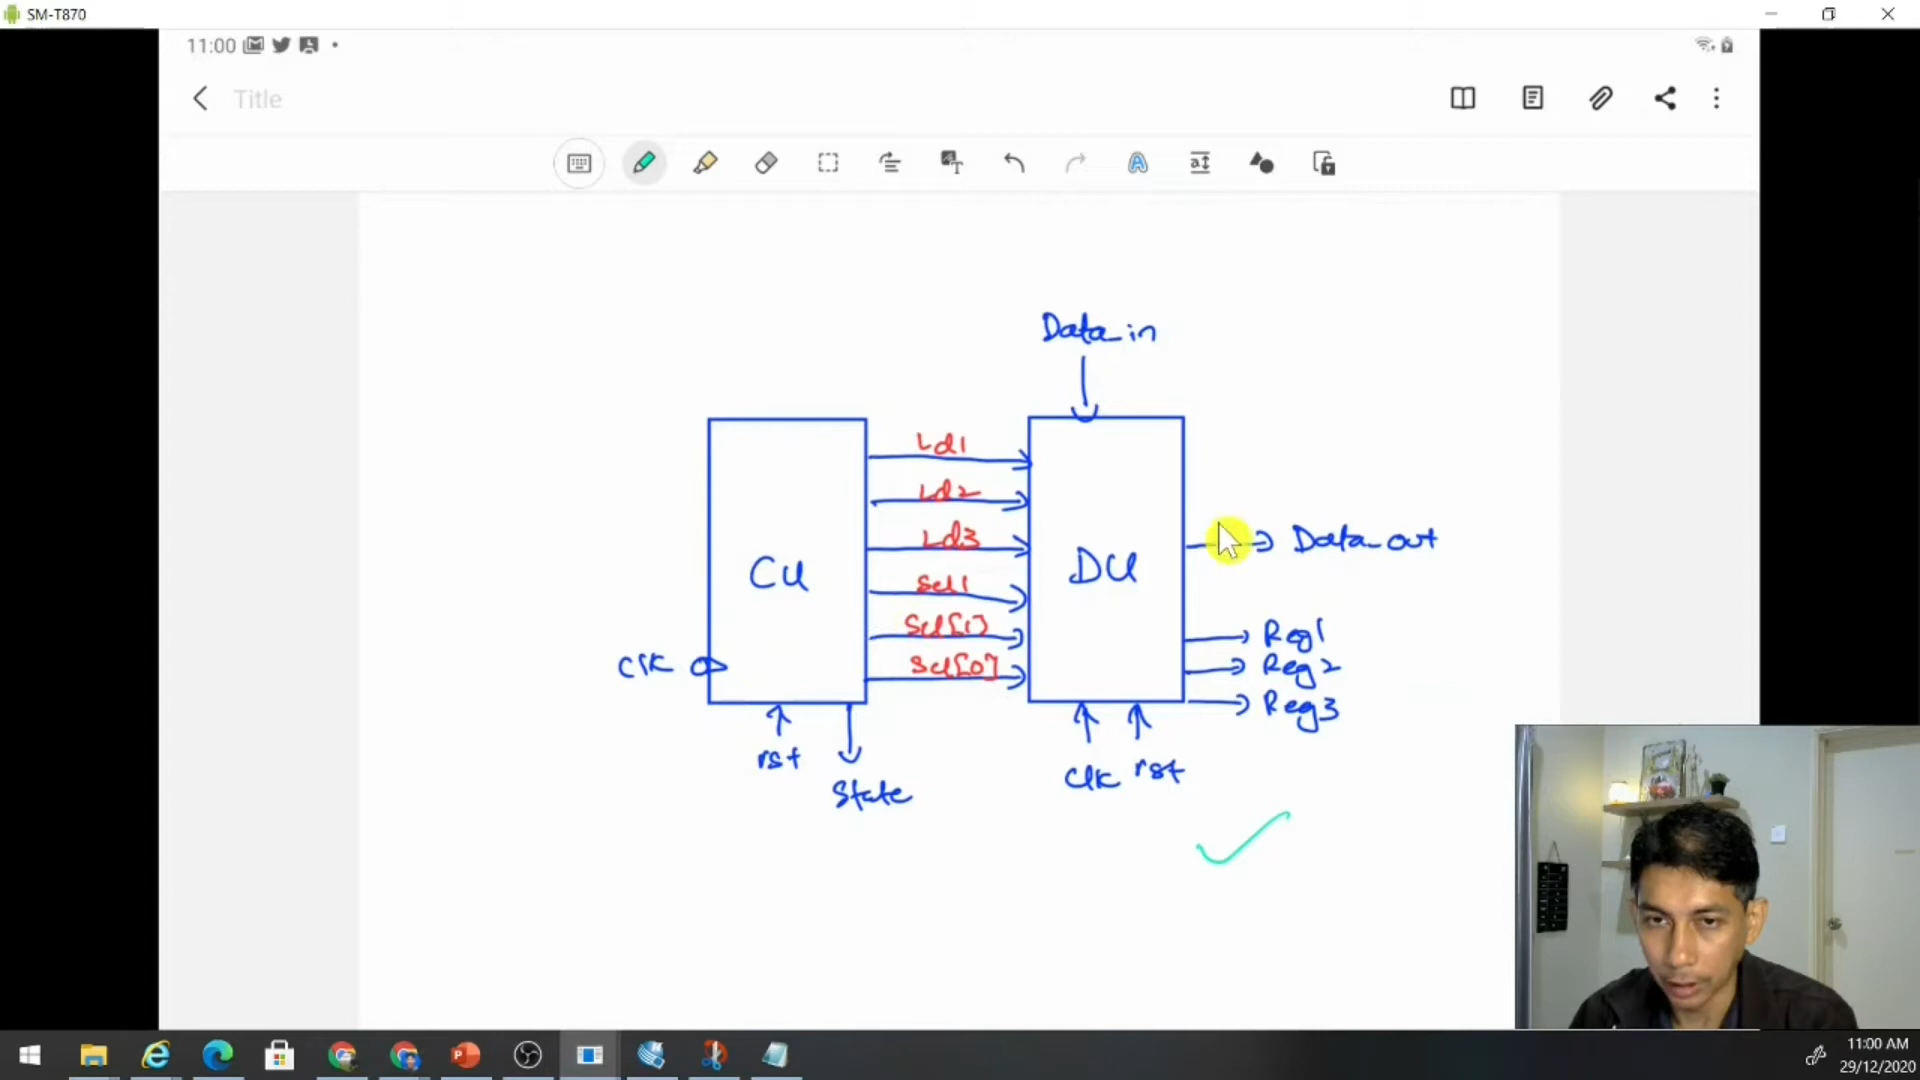 SM-T870
11:00
Title
Data_in
Ld1
Ld2
Ld3
Sel1
Sel[1]
Sel[0]
CU
DU
Data_out
Reg1
Reg2
Reg3
Clk
rst
State
Clk rst
11:00 AM
29/12/2020